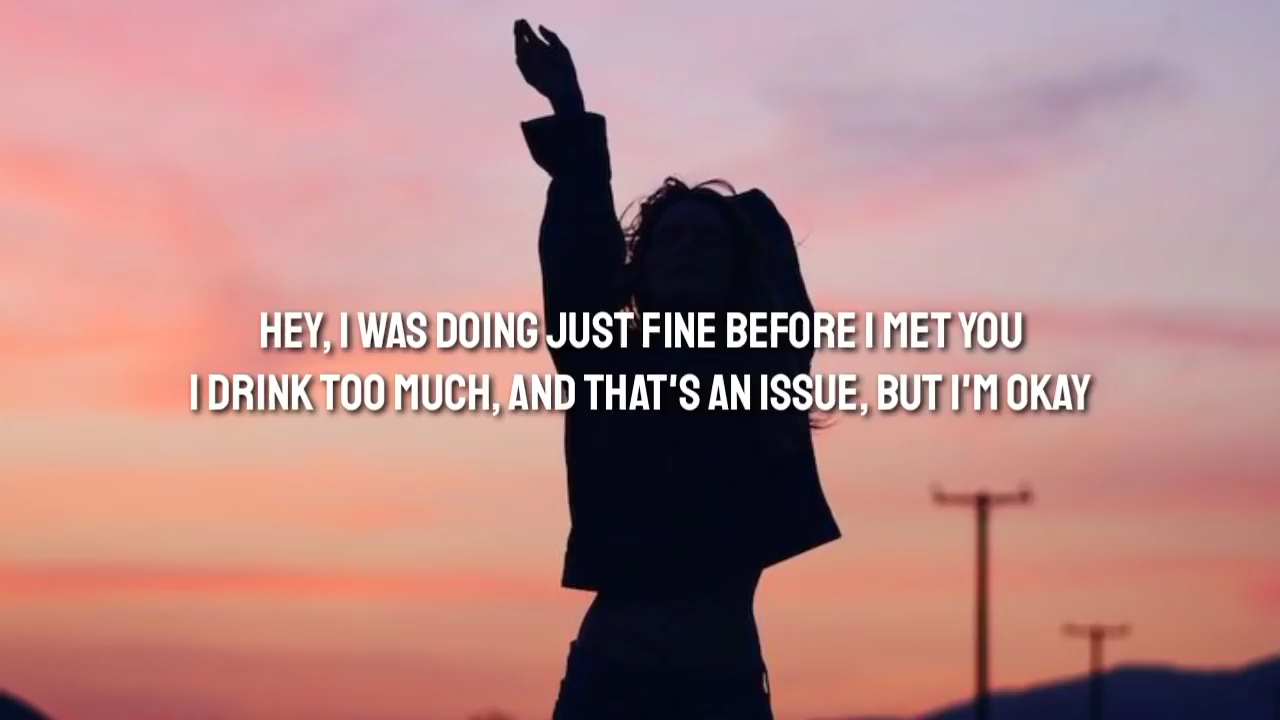 HEY, I WAS DOING JUST FINE BEFORE I MET YOU
I DRINK TOO MUCH, AND THAT'S AN ISSUE, BUT I'M OKAY